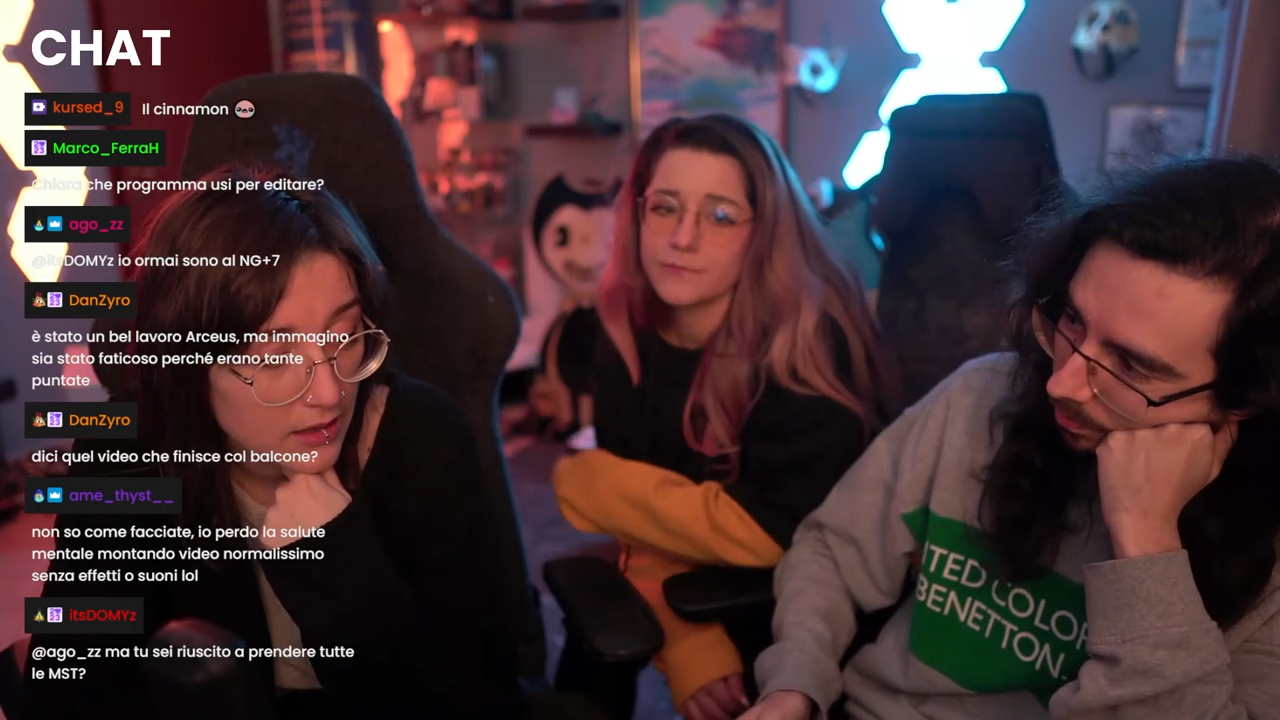 CHAT
kursed_9 Il cinnamon
Marco_FerraH
Chiara che programma usi per editare?
ago_zz
@itsDOMYz io ormai sono al NG+7
DanZyro
è stato un bel lavoro Arceus, ma immagino
sia stato faticoso perché erano tante
puntate
DanZyro
dici quel video che finisce col balcone?
ame_thyst__
non so come facciate, io perdo la salute
mentale montando video normalissimo
senza effetti o suoni lol
itsDOMYz
@ago_zz ma tu sei riuscito a prendere tutte
le MST?
TED COLOR
BENETTON.